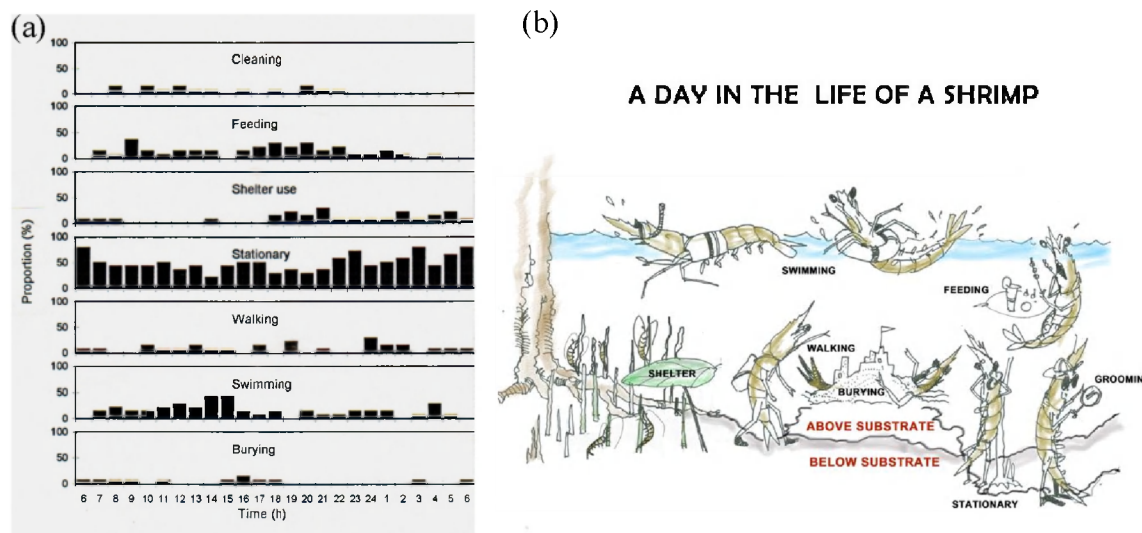 (a)
100
50
0
Cleaning
100
50
0
Feeding
100
50
0
Shelter use
100
50
0
Stationary
100
50
0
Walking
100
50
0
Swimming
100
50
0
Burying
Proportion (%)
6 7 8 9 10 11 12 13 14 15 16 17 18 19 20 21 22 23 24 1 2 3 4 5 6
Time (h)
(b)
A DAY IN THE LIFE OF A SHRIMP
SWIMMING
FEEDING
WALKING
SHELTER
BURYING
GROOMIN
ABOVE SUBSTRATE
BELOW SUBSTRATE
STATIONARY